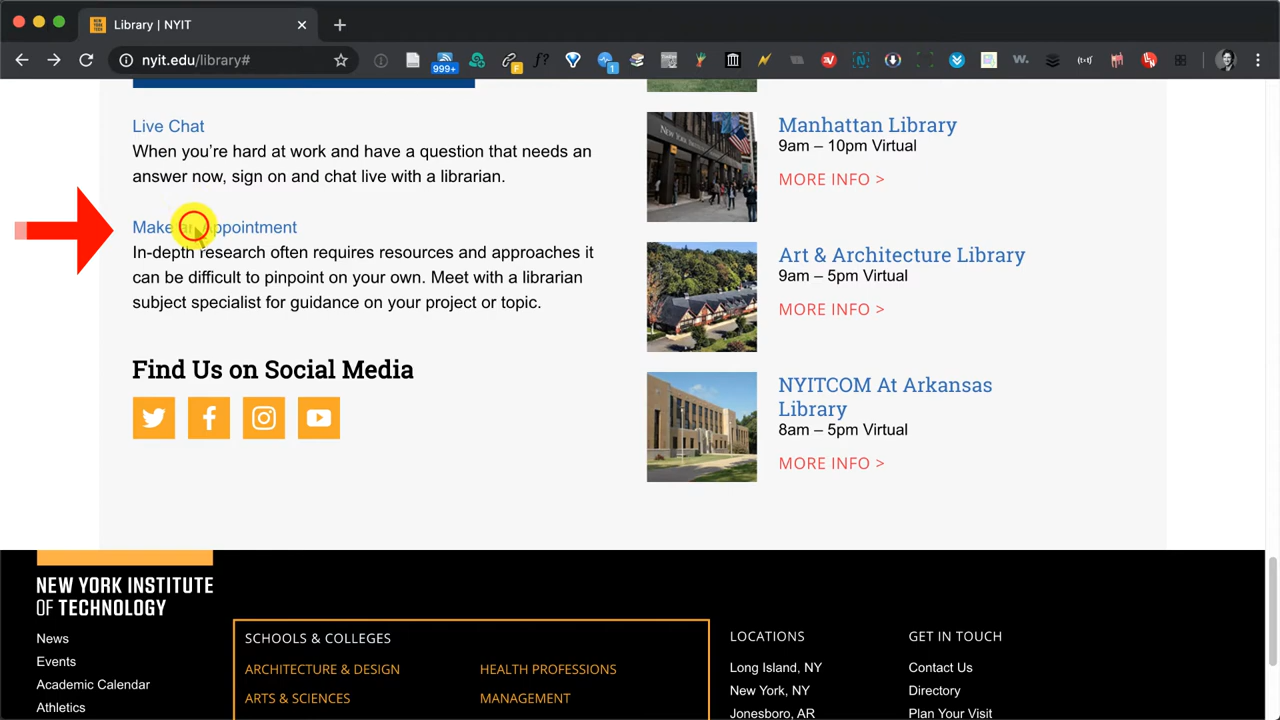 Library | NYIT
nyit.edu/library#
999+
F
f?
1
W.
Live Chat
When you're hard at work and have a question that needs an
answer now, sign on and chat live with a librarian.
Make an Appointment
In-depth research often requires resources and approaches it
can be difficult to pinpoint on your own. Meet with a librarian
subject specialist for guidance on your project or topic.
Find Us on Social Media
Manhattan Library
9am – 10pm Virtual
MORE INFO >
Art & Architecture Library
9am – 5pm Virtual
MORE INFO >
NYITCOM At Arkansas
Library
8am – 5pm Virtual
MORE INFO >
NEW YORK INSTITUTE
OF TECHNOLOGY
News
Events
Academic Calendar
Athletics
SCHOOLS & COLLEGES
ARCHITECTURE & DESIGN
ARTS & SCIENCES
HEALTH PROFESSIONS
MANAGEMENT
LOCATIONS
Long Island, NY
New York, NY
Jonesboro, AR
GET IN TOUCH
Contact Us
Directory
Plan Your Visit